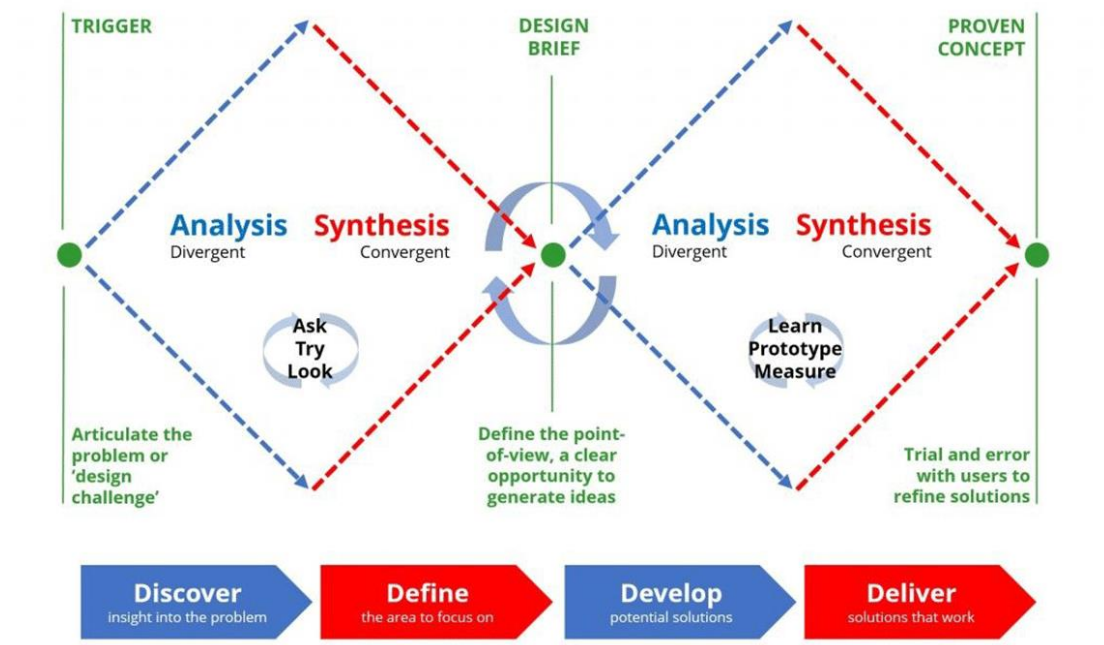 TRIGGER
DESIGN
BRIEF
PROVEN
CONCEPT
Analysis
Divergent
Synthesis
Convergent
Analysis
Divergent
Synthesis
Convergent
Ask
Try
Look
Learn
Prototype
Measure
Articulate the
problem or
‘design
challenge’
Define the point-
of-view, a clear
opportunity to
generate ideas
Trial and error
with users to
refine solutions
Discover
insight into the problem
Define
the area to focus on
Develop
potential solutions
Deliver
solutions that work